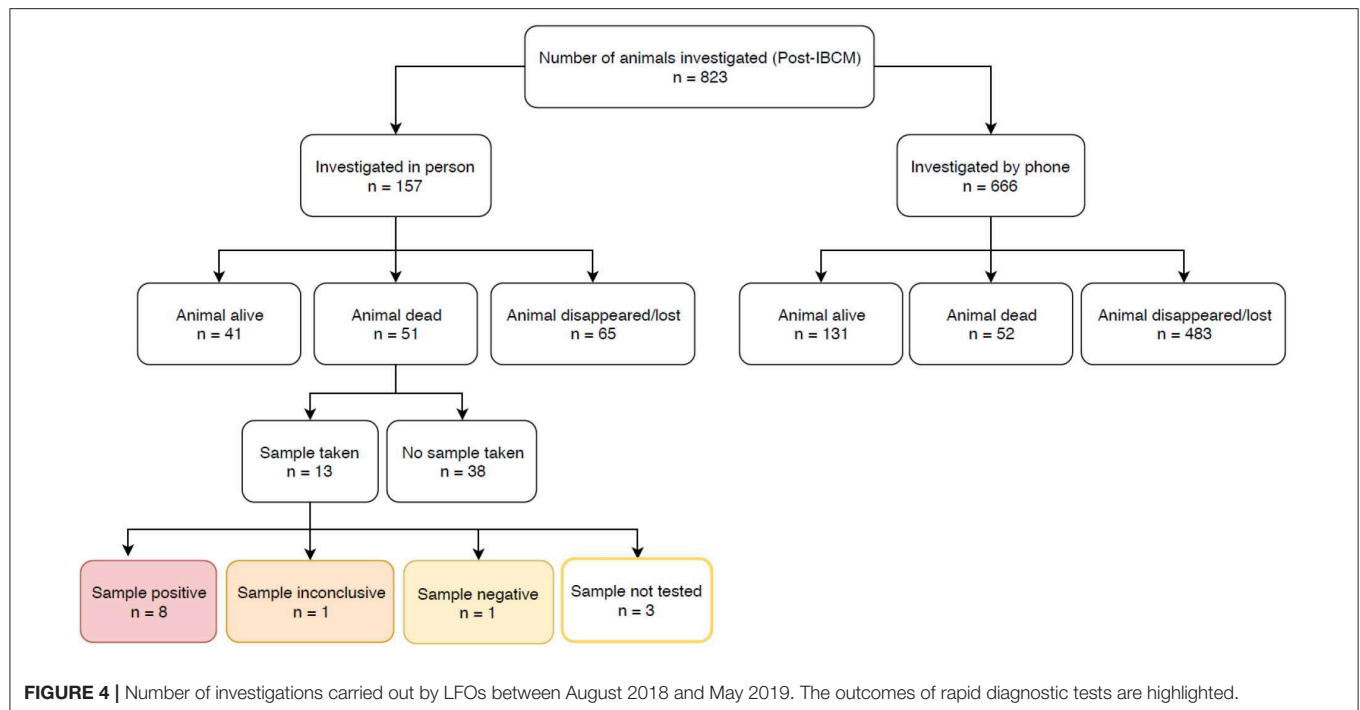 Number of animals investigated (Post-IBCM)
n = 823
Investigated in person
n = 157
Investigated by phone
n = 666
Animal alive
n = 41
Animal dead
n = 51
Animal disappeared/lost
n = 65
Animal alive
n = 131
Animal dead
n = 52
Animal disappeared/lost
n = 483
Sample taken
n = 13
No sample taken
n = 38
Sample positive
n = 8
Sample inconclusive
n = 1
Sample negative
n = 1
Sample not tested
n = 3
FIGURE 4 | Number of investigations carried out by LFOs between August 2018 and May 2019. The outcomes of rapid diagnostic tests are highlighted.